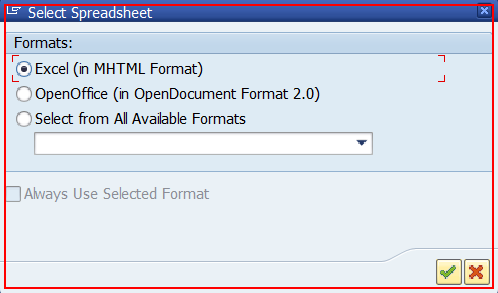 Select Spreadsheet
Formats:
Excel (in MHTML Format)
OpenOffice (in OpenDocument Format 2.0)
Select from All Available Formats
Always Use Selected Format